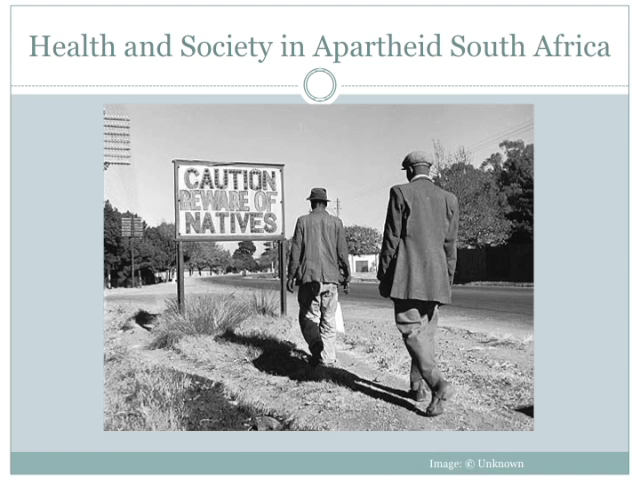 Health and Society in Apartheid South Africa
CAUTION
BEWARE OF
NATIVES
Image: © Unknown